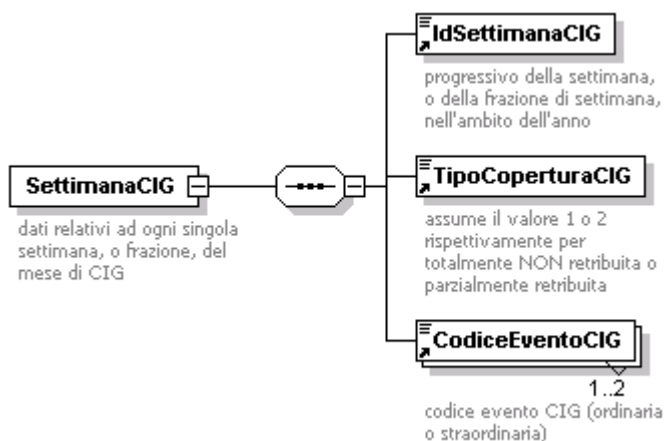 IdSettimanaCIG
progressivo della settimana,
o della frazione di settimana,
nell'ambito dell'anno
SettimanaCIG
dati relativi ad ogni singola
settimana, o frazione, del
mese di CIG
TipoCoperturaCIG
assume il valore 1 o 2
rispettivamente per
totalmente NON retribuita o
parzialmente retribuita
CodiceEventoCIG
1..2
codice evento CIG (ordinaria
o straordinaria)